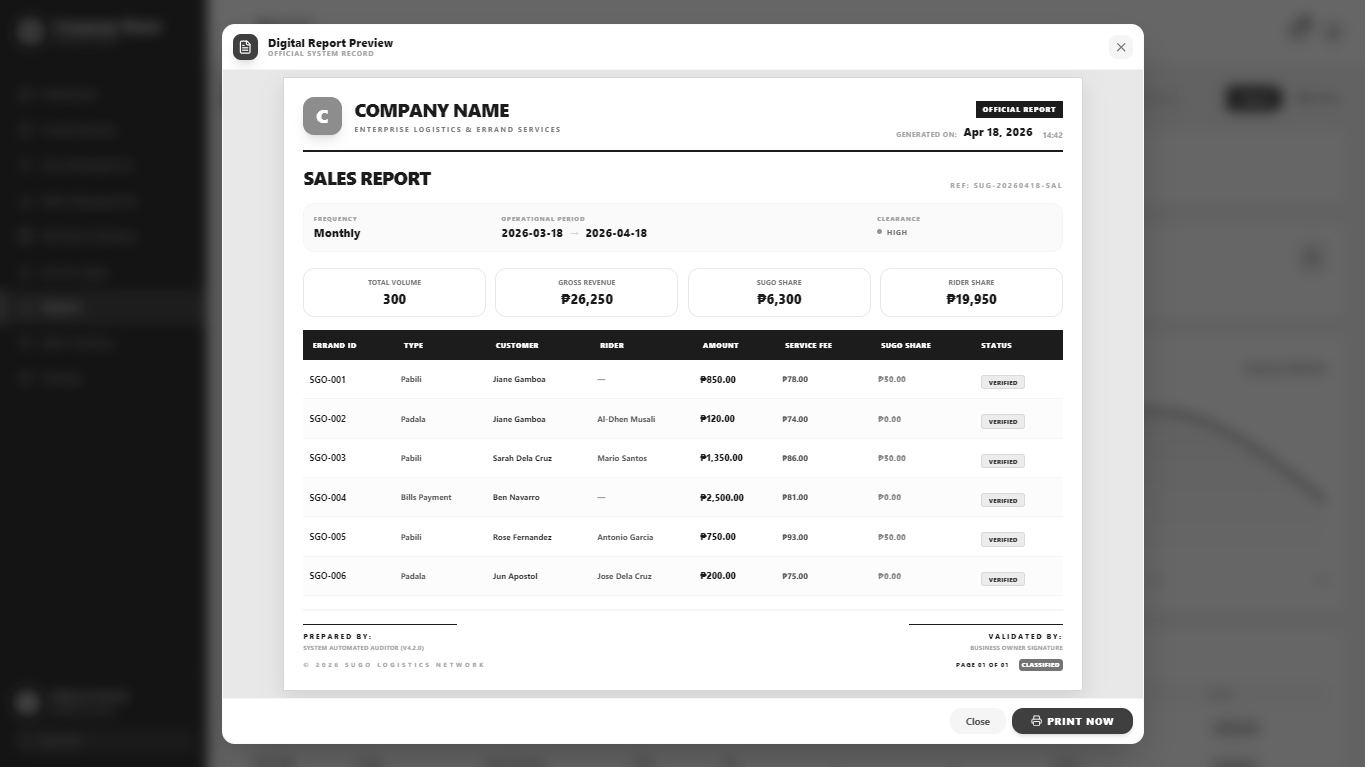 Digital Report Preview
OFFICIAL SYSTEM RECORD
C
COMPANY NAME
ENTERPRISE LOGISTICS & ERRAND SERVICES
OFFICIAL REPORT
GENERATED ON: Apr 18, 2026 14:42
SALES REPORT
REF: SUG-20260418-SAL
FREQUENCY OPERATIONAL PERIOD CLEARANCE
Monthly 2026-03-18 → 2026-04-18 HIGH
TOTAL VOLUME GROSS REVENUE SUGO SHARE RIDER SHARE
300 ₱26,250 ₱6,300 ₱19,950
ERRAND ID TYPE CUSTOMER RIDER AMOUNT SERVICE FEE SUGO SHARE STATUS
SGO-001 Pabili Jiane Gamboa — ₱850.00 ₱78.00 ₱50.00 VERIFIED
SGO-002 Padala Jiane Gamboa Al-Dhen Musali ₱120.00 ₱74.00 ₱0.00 VERIFIED
SGO-003 Pabili Sarah Dela Cruz Mario Santos ₱1,350.00 ₱86.00 ₱50.00 VERIFIED
SGO-004 Bills Payment Ben Navarro — ₱2,500.00 ₱81.00 ₱0.00 VERIFIED
SGO-005 Pabili Rose Fernandez Antonio Garcia ₱750.00 ₱93.00 ₱50.00 VERIFIED
SGO-006 Padala Jun Apostol Jose Dela Cruz ₱200.00 ₱75.00 ₱0.00 VERIFIED
PREPARED BY: VALIDATED BY:
SYSTEM AUTOMATED AUDITOR (V4.2.0) BUSINESS OWNER SIGNATURE
© 2026 SUGO LOGISTICS NETWORK PAGE 01 OF 01 CLASSIFIED
Close PRINT NOW